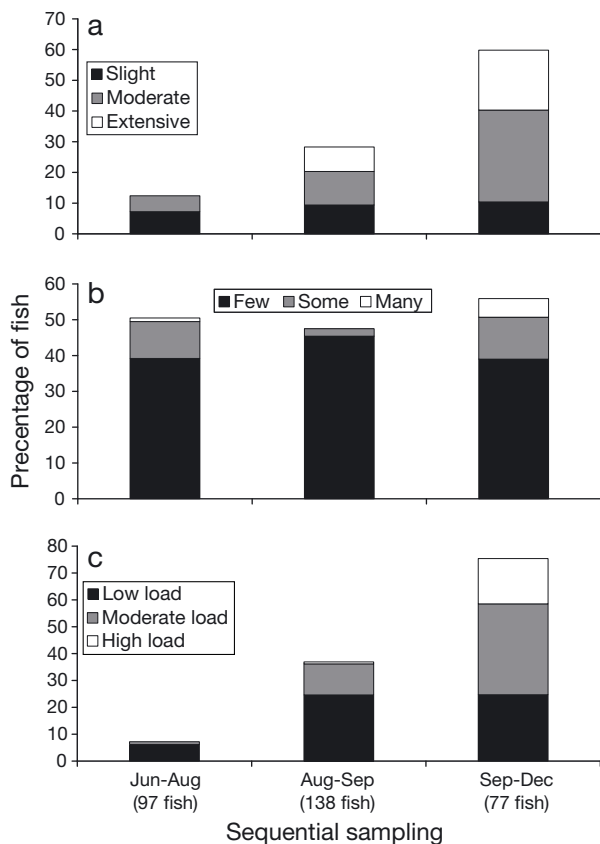 a
70
60
50
40
30
20
10
0
Slight
Moderate
Extensive
b
60
50
40
30
20
10
0
Few Some Many
c
80
70
60
50
40
30
20
10
0
Low load
Moderate load
High load
Precentage of fish
Jun-Aug Aug-Sep Sep-Dec
(97 fish) (138 fish) (77 fish)
Sequential sampling